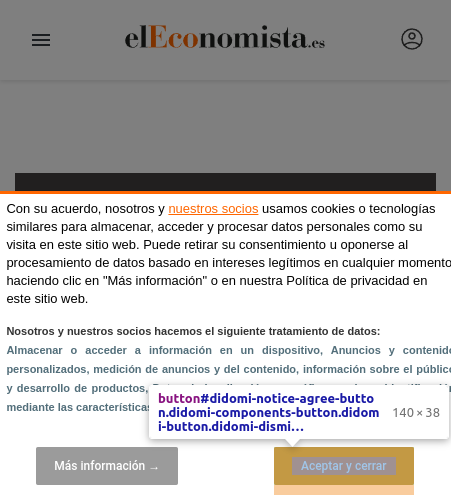 elEconomista.es
Con su acuerdo, nosotros y nuestros socios usamos cookies o tecnologías
similares para almacenar, acceder y procesar datos personales como su
visita en este sitio web. Puede retirar su consentimiento u oponerse al
procesamiento de datos basado en intereses legítimos en cualquier momento
haciendo clic en "Más información" o en nuestra Política de privacidad en
este sitio web.
Nosotros y nuestros socios hacemos el siguiente tratamiento de datos:
Almacenar o acceder a información en un dispositivo, Anuncios y contenido
personalizados, medición de anuncios y del contenido, información sobre el público
y desarrollo de productos,
mediante las características
button#didomi-notice-agree-butto
n.didomi-components-button.didom
i-button.didomi-dismi… 140 × 38
Más información →
Aceptar y cerrar